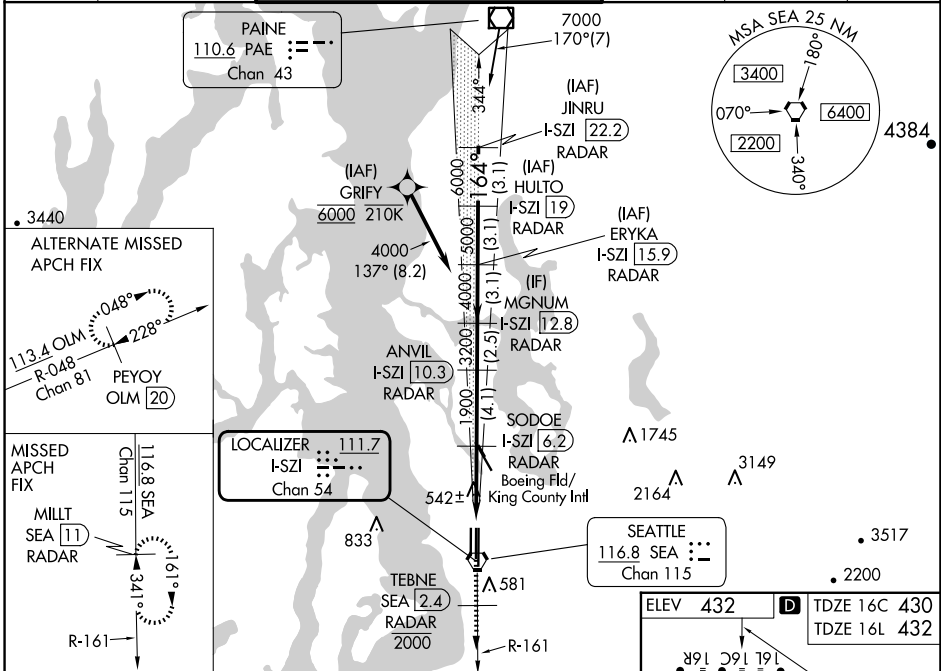 PAINE
110.6 PAE
Chan 43
7000
170°(7)
344°
(IAF)
JINRU
I-SZI 22.2
RADAR
MSA SEA 25 NM
180°
3400
070°
6400
2200
340°
4384
(IAF)
GRIFY
6000 210K
4000
137° (8.2)
6000
164°
(3.1)
(IAF)
HULTO
I-SZI 19
RADAR
5000
(3.1)
(IAF)
ERYKA
I-SZI 15.9
RADAR
4000
(3.1)
(IF)
MGNUM
I-SZI 12.8
RADAR
3200
(2.5)
ANVIL
I-SZI 10.3
RADAR
1900
(4.1)
SODOE
I-SZI 6.2
RADAR
Boeing Fld/
King County Intl
3440
ALTERNATE MISSED
APCH FIX
048°
228°
113.4 OLM
R-048
Chan 81
PEYOY
OLM 20
MISSED
APCH
FIX
116.8 SEA
Chan 115
MILLT
SEA 11
RADAR
161°
341°
R-161
LOCALIZER 111.7
I-SZI
Chan 54
542±
833
1745
2164
3149
3517
2200
SEATTLE
116.8 SEA
Chan 115
TEBNE
SEA 2.4
RADAR
2000
581
R-161
ELEV 432
D
TDZE 16C 430
TDZE 16L 432
16R 16C 16L